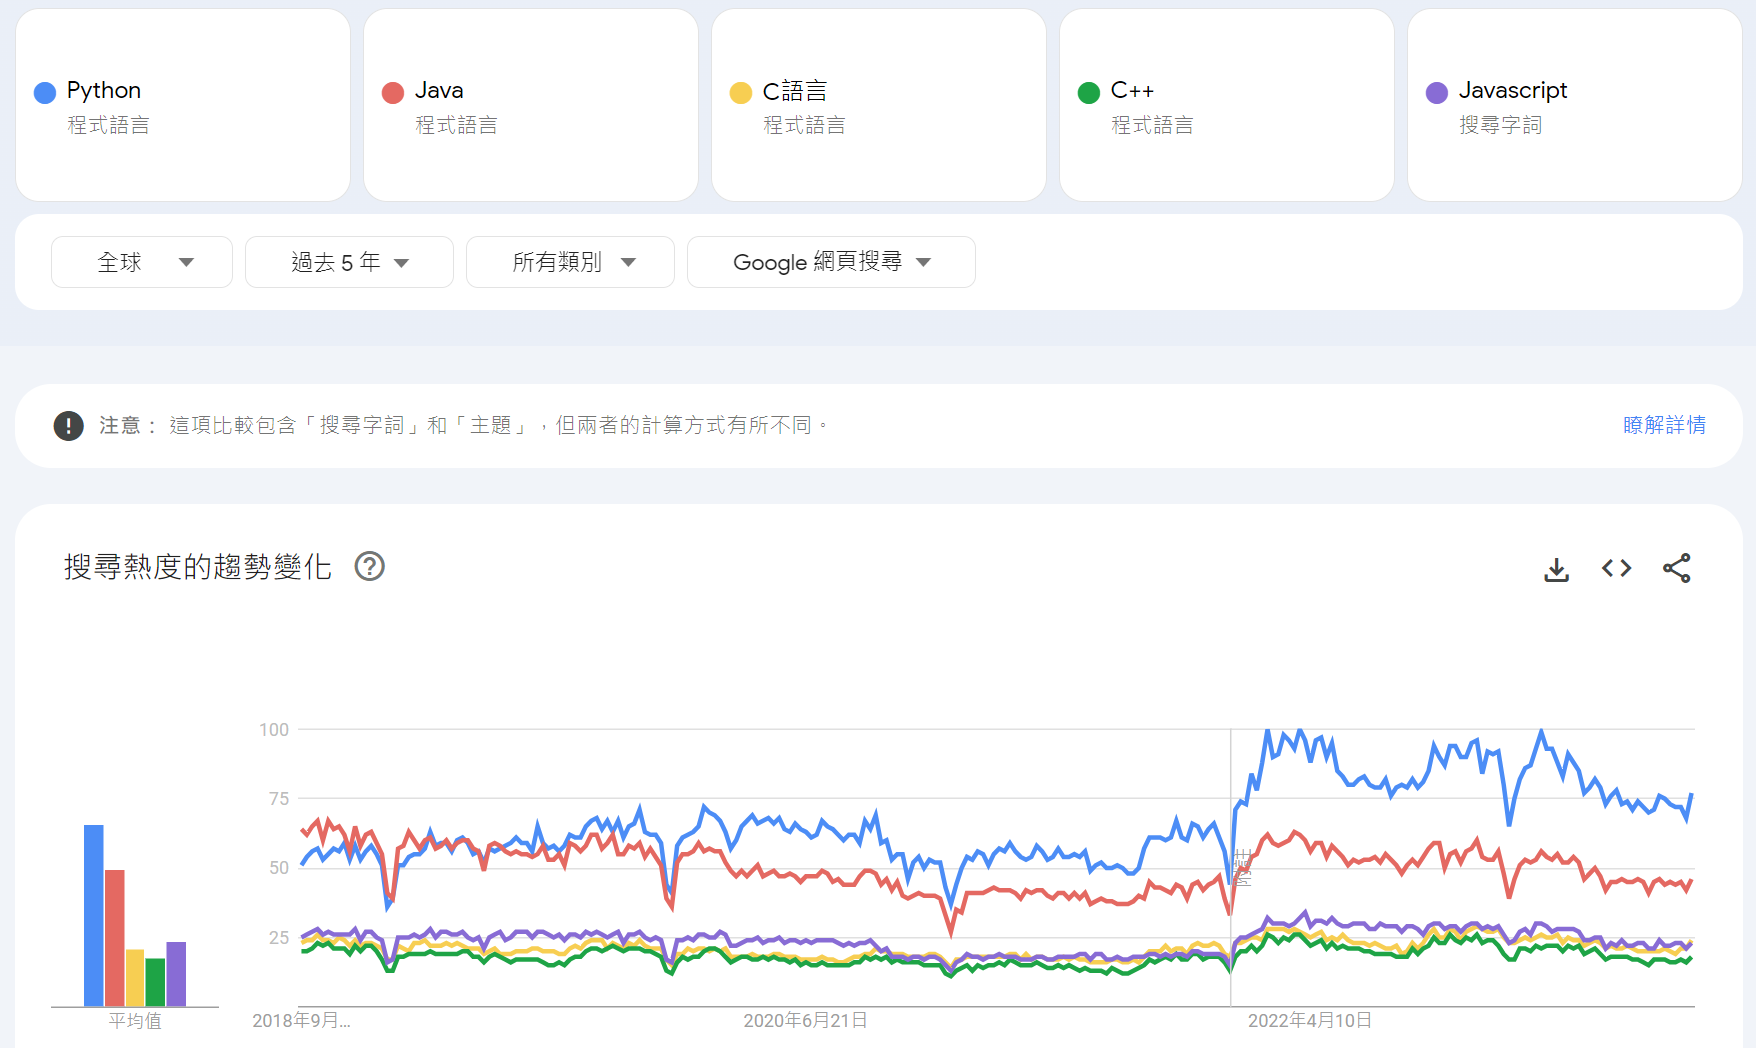 Python
程式語言
Java
程式語言
C語言
程式語言
C++
程式語言
Javascript
搜尋字詞
全球
過去 5 年
所有類別
Google 網頁搜尋
注意： 這項比較包含「搜尋字詞」和「主題」，但兩者的計算方式有所不同。
瞭解詳情
搜尋熱度的趨勢變化
100
75
50
25
附註
平均值
2018年9月...
2020年6月21日
2022年4月10日